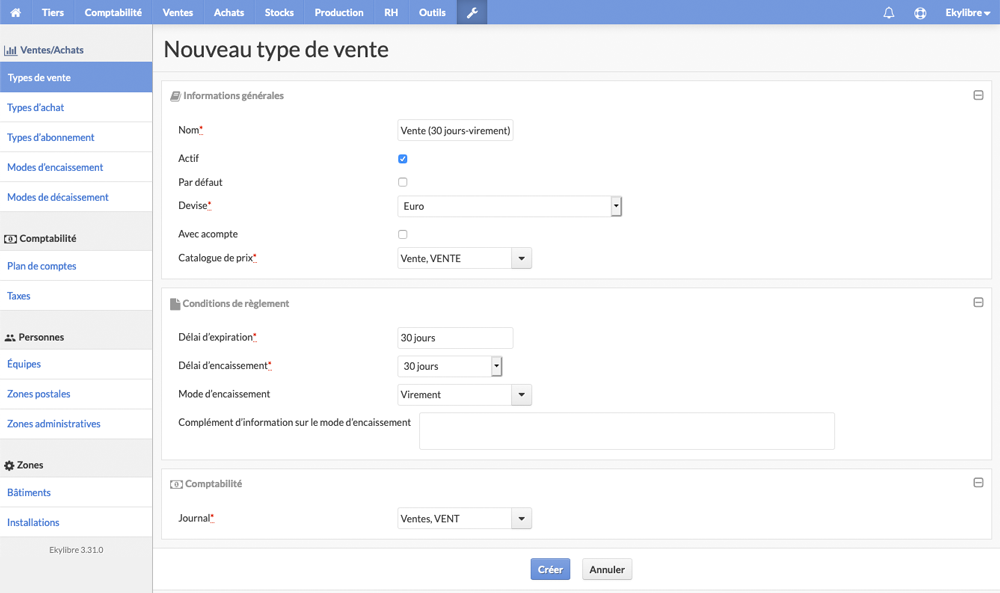 Tiers Comptabilité Ventes Achats Stocks Production RH Outils Ekylibre
Ventes/Achats
Types de vente
Types d'achat
Types d'abonnement
Modes d'encaissement
Modes de décaissement
Comptabilité
Plan de comptes
Taxes
Personnes
Équipes
Zones postales
Zones administratives
Zones
Bâtiments
Installations
Ekylibre 3.31.0
Nouveau type de vente
Informations générales
Nom* Vente (30 jours-virement)
Actif
Par défaut
Devise* Euro
Avec acompte
Catalogue de prix* Vente, VENTE
Conditions de règlement
Délai d'expiration* 30 jours
Délai d'encaissement* 30 jours
Mode d'encaissement Virement
Complément d'information sur le mode d'encaissement
Comptabilité
Journal* Ventes, VENT
Créer Annuler